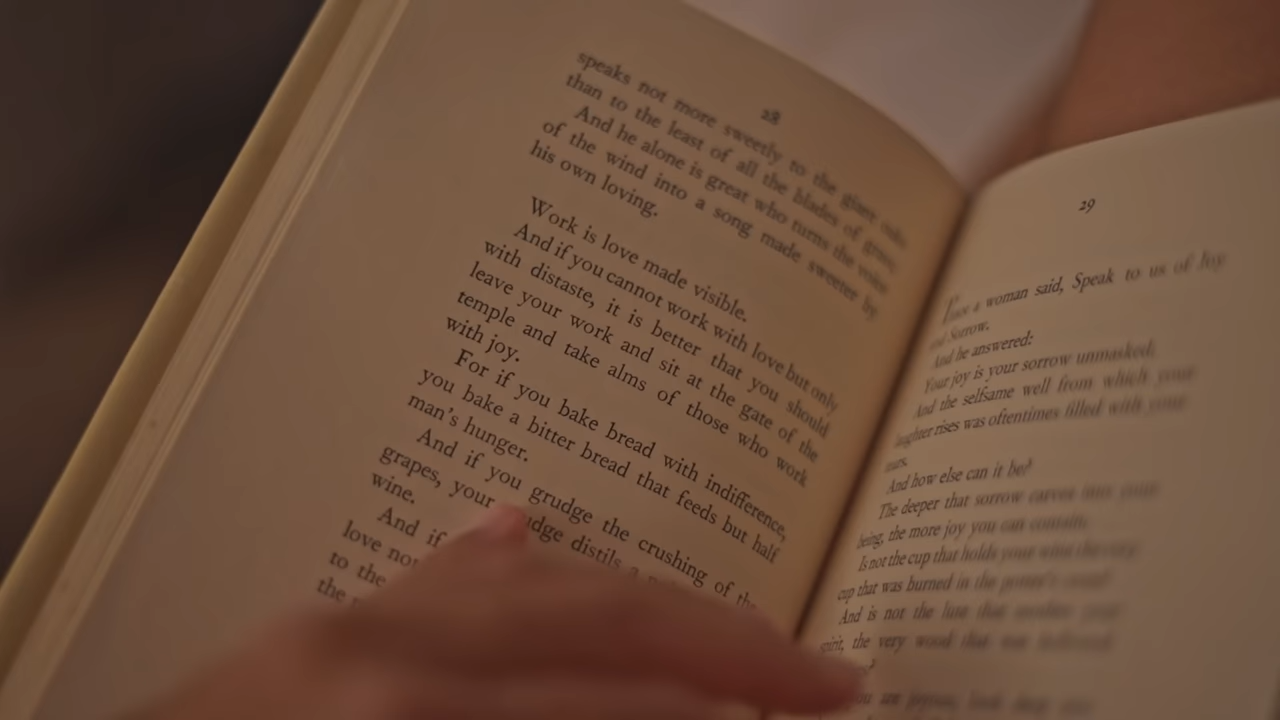 28
speaks not more sweetly to the giant oaks
than to the least of all the blades of grass;
And he alone is great who turns the voice
of the wind into a song made sweeter by
his own loving.
Work is love made visible.
And if you cannot work with love but only
with distaste, it is better that you should
leave your work and sit at the gate of the
temple and take alms of those who work
with joy.
For if you bake bread with indifference,
you bake a bitter bread that feeds but half
man's hunger.
And if you grudge the crushing of the
grapes, your distils a
wine.
And if
love not
to the
the
29
a woman said, Speak to us of Joy
and Sorrow.
And he answered:
Your joy is your sorrow unmasked.
And the selfsame well from which your
laughter rises was oftentimes filled with your
tears.
And how else can it be?
The deeper that sorrow carves into your
being, the more joy you can contain.
Is not the cup that holds your wine the very
cup that was burned in the potter's
And is not the lute that your
spirit, the very wood that was
you are joyous, look deep